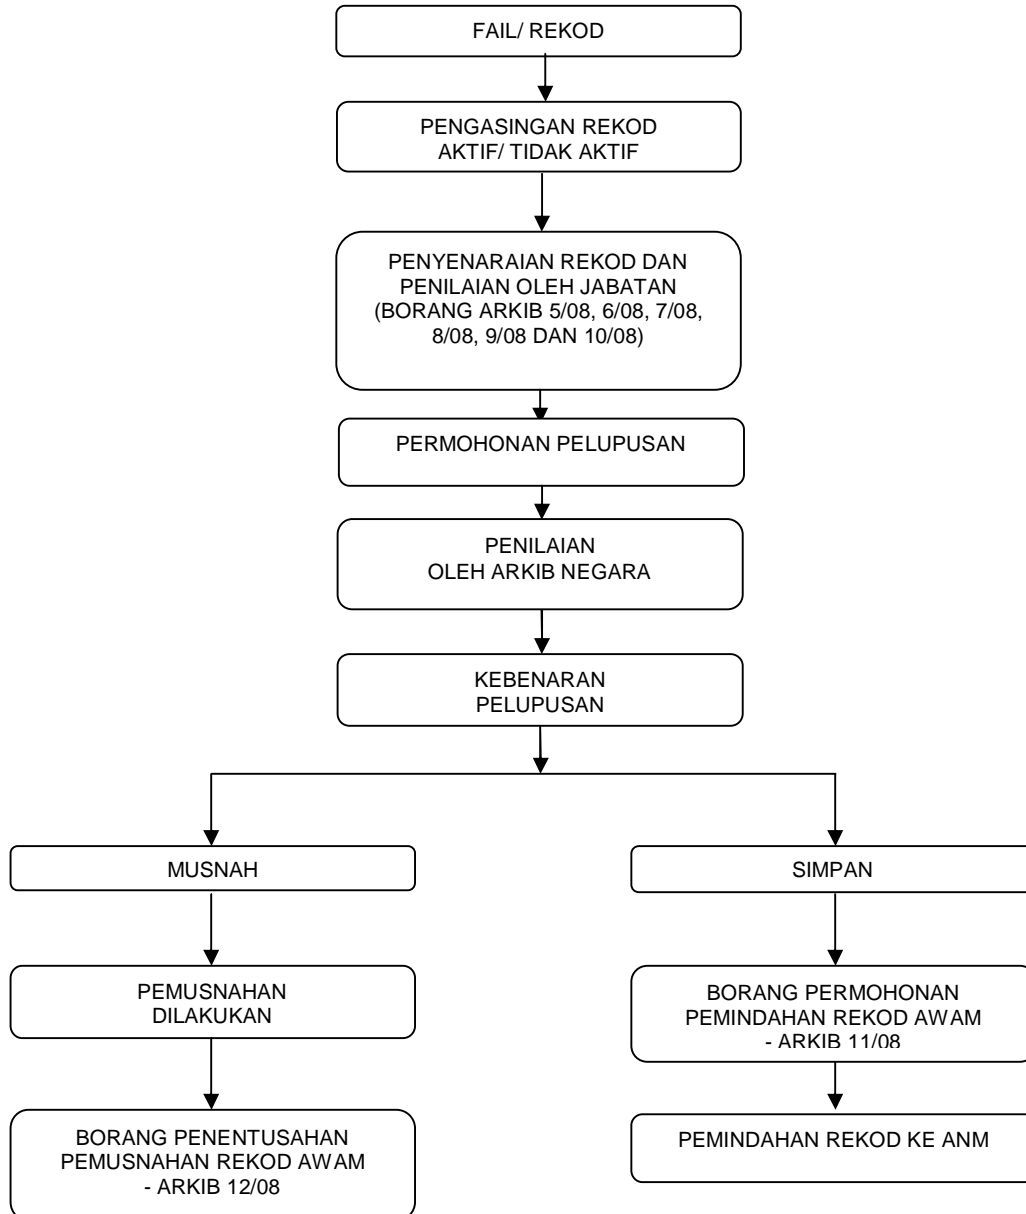 FAIL/ REKOD
PENGASINGAN REKOD
AKTIF/ TIDAK AKTIF
PENYENARAIAN REKOD DAN
PENILAIAN OLEH JABATAN
(BORANG ARKIB 5/08, 6/08, 7/08,
8/08, 9/08 DAN 10/08)
PERMOHONAN PELUPUSAN
PENILAIAN
OLEH ARKIB NEGARA
KEBENARAN
PELUPUSAN
MUSNAH
PEMUSNAHAN
DILAKUKAN
BORANG PENENTUSAHAN
PEMUSNAHAN REKOD AWAM
- ARKIB 12/08
SIMPAN
BORANG PERMOHONAN
PEMINDAHAN REKOD AWAM
- ARKIB 11/08
PEMINDAHAN REKOD KE ANM